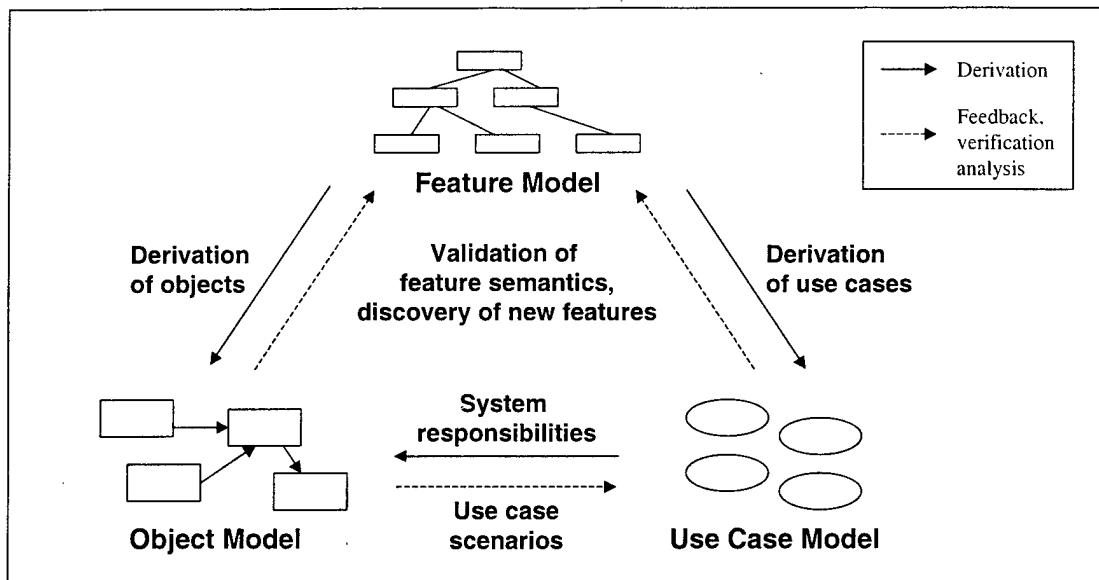 Derivation
Feedback,
verification
analysis
Feature Model
Derivation
of objects
Validation of
feature semantics,
discovery of new features
Derivation
of use cases
System
responsibilities
Use case
scenarios
Object Model
Use Case Model